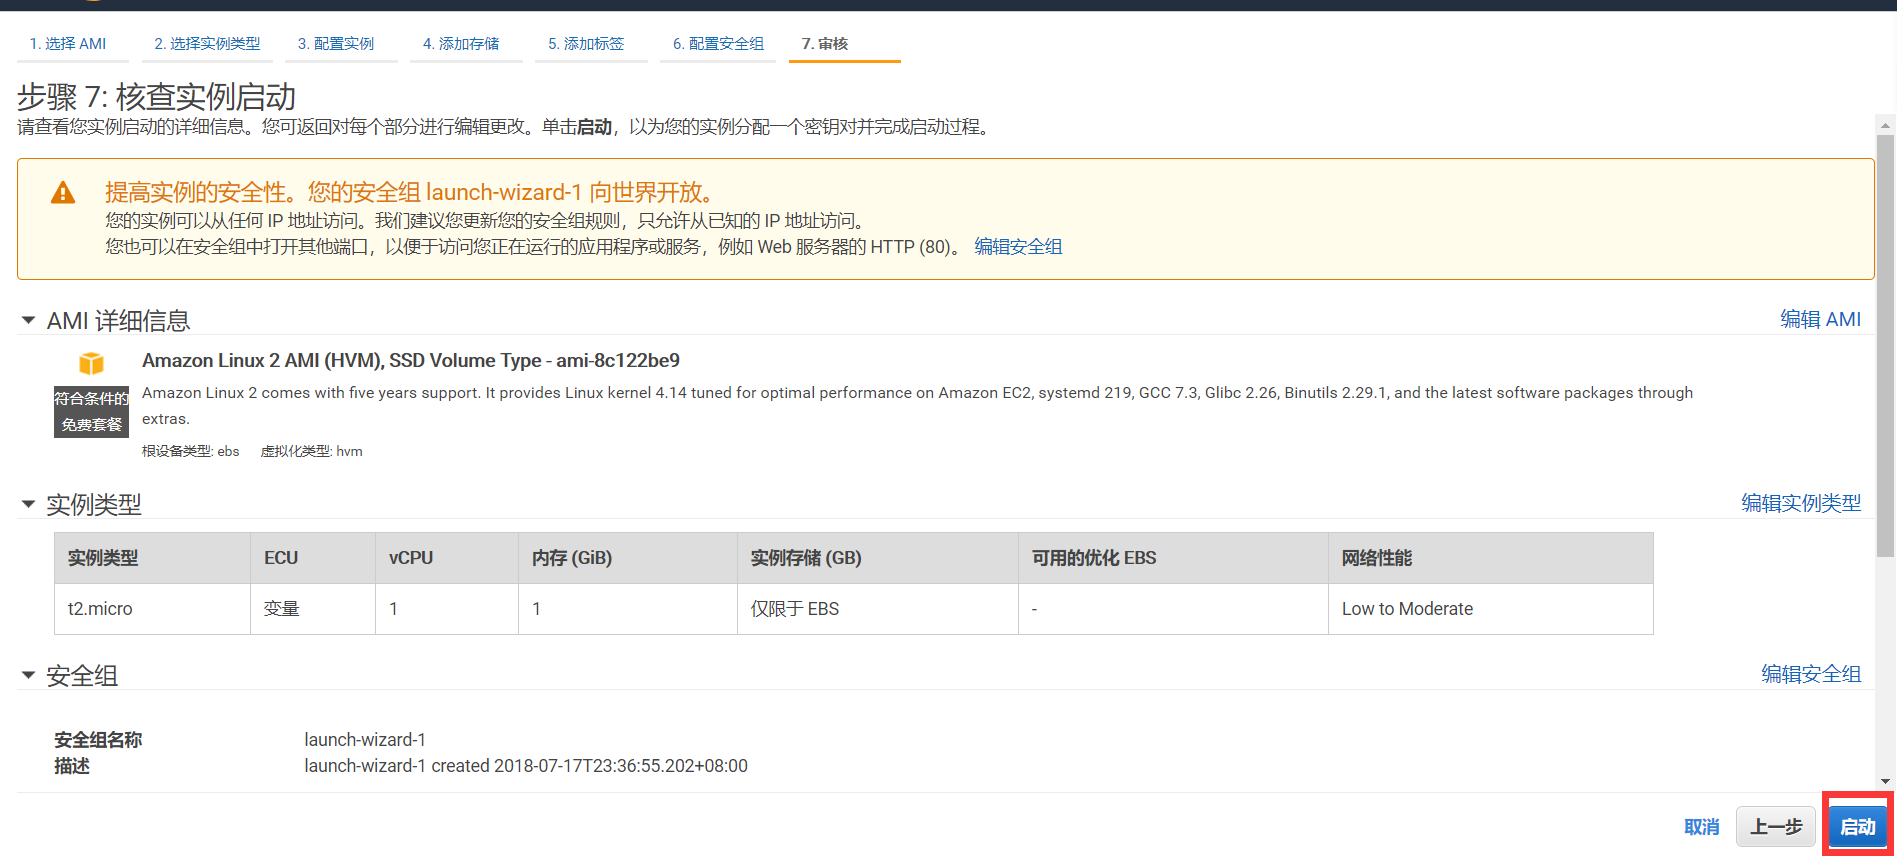 1. 选择 AMI 2. 选择实例类型 3. 配置实例 4. 添加存储 5. 添加标签 6. 配置安全组 7. 审核
步骤 7: 核查实例启动
请查看您实例启动的详细信息。您可返回对每个部分进行编辑更改。单击启动，以为您的实例分配一个密钥对并完成启动过程。
提高实例的安全性。您的安全组 launch-wizard-1 向世界开放。
您的实例可以从任何 IP 地址访问。我们建议您更新您的安全组规则，只允许从已知的 IP 地址访问。
您也可以在安全组中打开其他端口，以便于访问您正在运行的应用程序或服务，例如 Web 服务器的 HTTP (80)。 编辑安全组
AMI 详细信息 编辑 AMI
Amazon Linux 2 AMI (HVM), SSD Volume Type - ami-8c122be9
符合条件的
免费套餐
Amazon Linux 2 comes with five years support. It provides Linux kernel 4.14 tuned for optimal performance on Amazon EC2, systemd 219, GCC 7.3, Glibc 2.26, Binutils 2.29.1, and the latest software packages through
extras.
根设备类型: ebs 虚拟化类型: hvm
实例类型 编辑实例类型
实例类型 ECU vCPU 内存 (GiB) 实例存储 (GB) 可用的优化 EBS 网络性能
t2.micro 变量 1 1 仅限于 EBS - Low to Moderate
安全组 编辑安全组
安全组名称 launch-wizard-1
描述 launch-wizard-1 created 2018-07-17T23:36:55.202+08:00
取消 上一步 启动